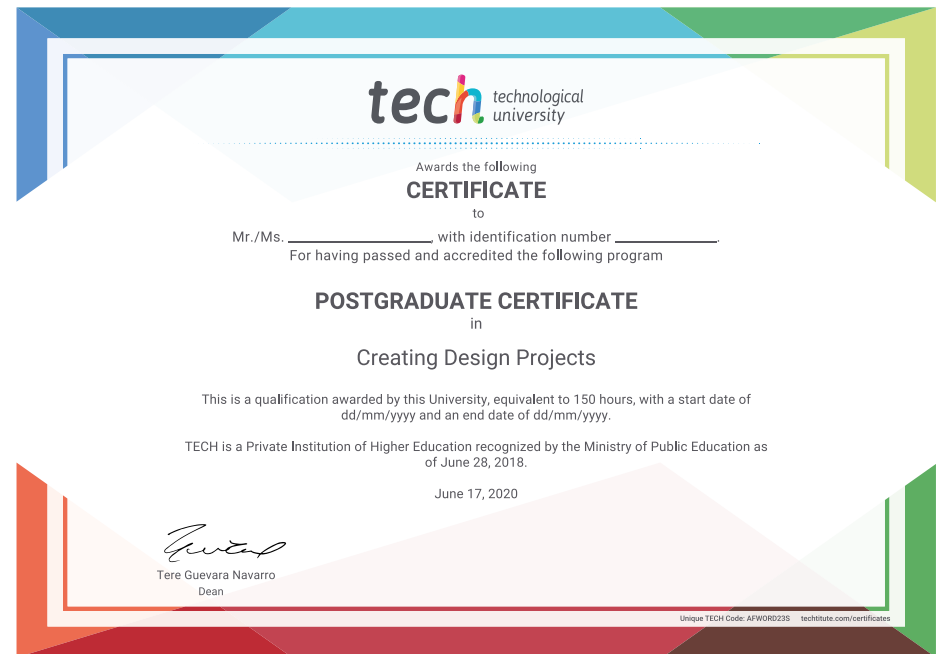 tech technological
university
Awards the following
CERTIFICATE
to
Mr./Ms. ________________, with identification number ____________.
For having passed and accredited the following program
POSTGRADUATE CERTIFICATE
in
Creating Design Projects
This is a qualification awarded by this University, equivalent to 150 hours, with a start date of
dd/mm/yyyy and an end date of dd/mm/yyyy.
TECH is a Private Institution of Higher Education recognized by the Ministry of Public Education as
of June 28, 2018.
June 17, 2020
Tere Guevara Navarro
Dean
Unique TECH Code: AFWORD23S techtitute.com/certificates